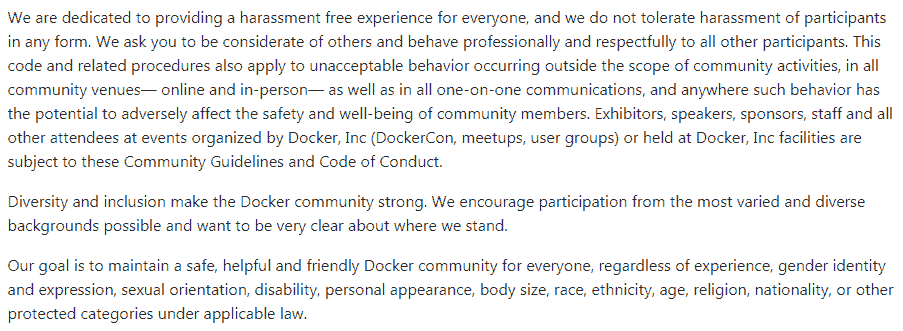 We are dedicated to providing a harassment free experience for everyone, and we do not tolerate harassment of participants
in any form. We ask you to be considerate of others and behave professionally and respectfully to all other participants. This
code and related procedures also apply to unacceptable behavior occurring outside the scope of community activities, in all
community venues— online and in-person— as well as in all one-on-one communications, and anywhere such behavior has
the potential to adversely affect the safety and well-being of community members. Exhibitors, speakers, sponsors, staff and all
other attendees at events organized by Docker, Inc (DockerCon, meetups, user groups) or held at Docker, Inc facilities are
subject to these Community Guidelines and Code of Conduct.
Diversity and inclusion make the Docker community strong. We encourage participation from the most varied and diverse
backgrounds possible and want to be very clear about where we stand.
Our goal is to maintain a safe, helpful and friendly Docker community for everyone, regardless of experience, gender identity
and expression, sexual orientation, disability, personal appearance, body size, race, ethnicity, age, religion, nationality, or other
protected categories under applicable law.